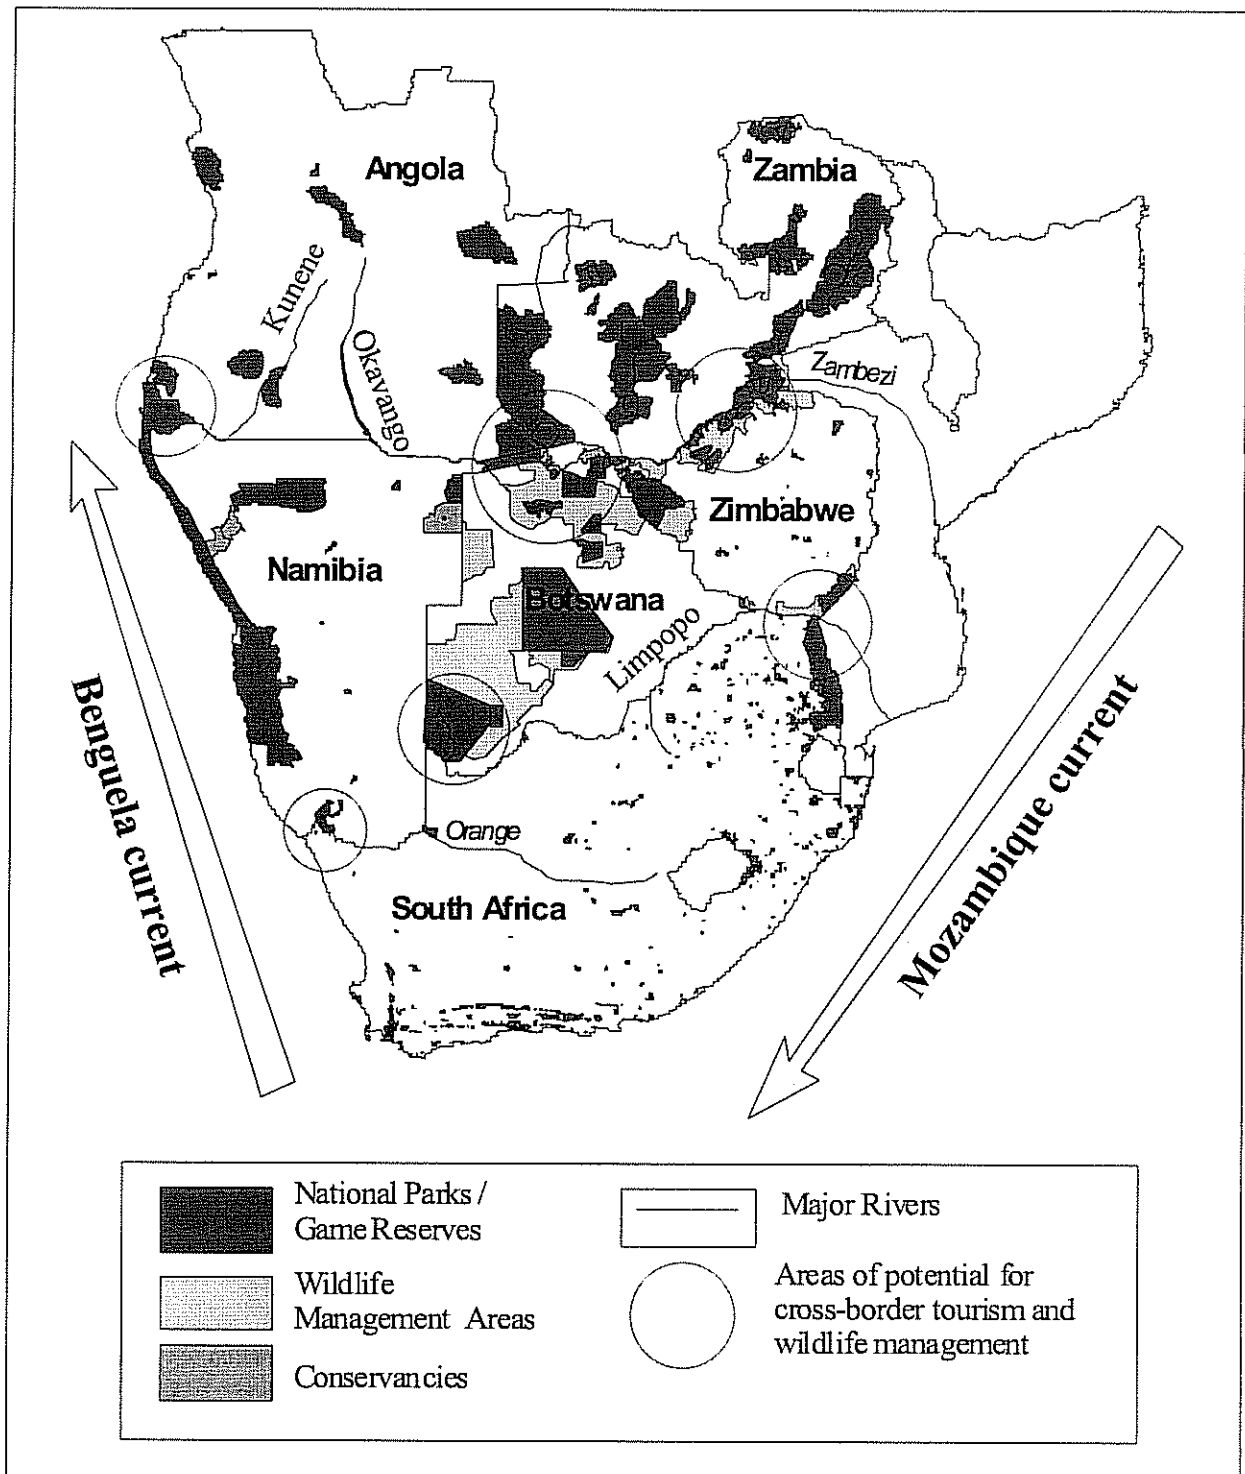 Angola
Zambia
Kunene
Okavango
Zambezi
Zimbabwe
Namibia
Botswana
Limpopo
Benguela current
Mozambique current
Orange
South Africa
National Parks /
Game Reserves
Major Rivers
Wildlife
Management Areas
Areas of potential for
cross-border tourism and
wildlife management
Conservancies